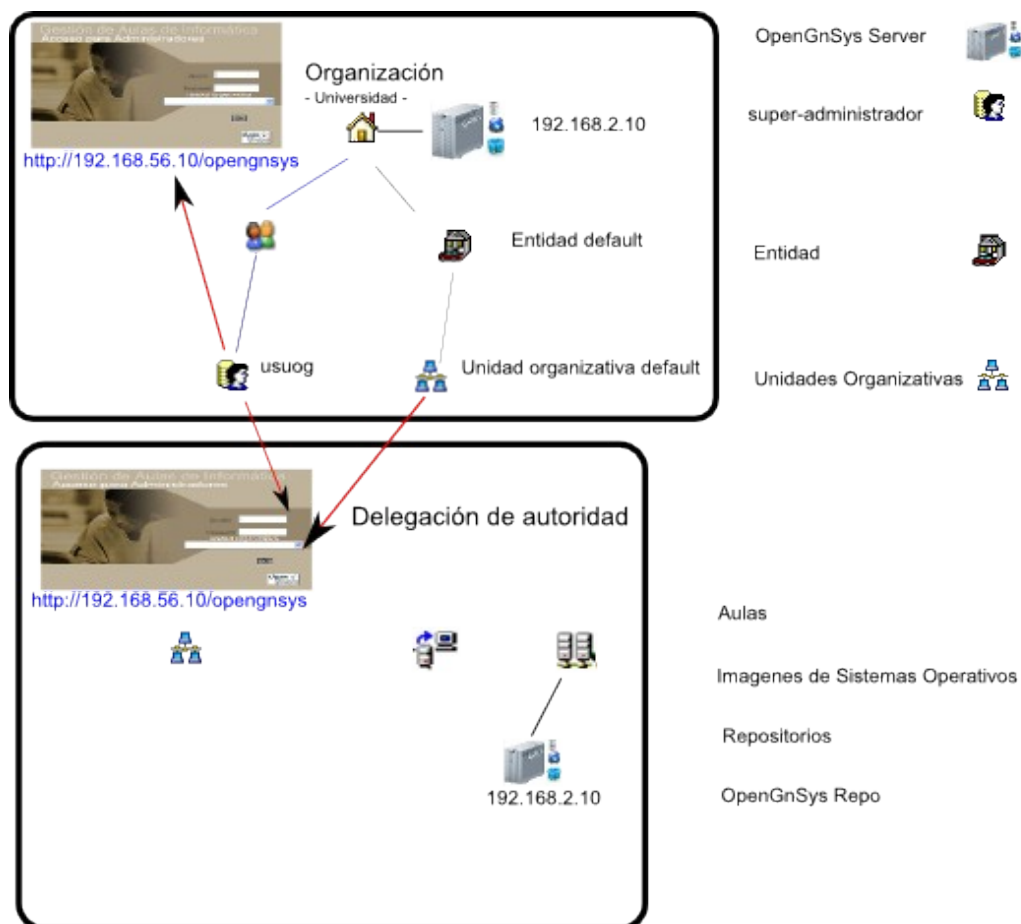 Gestión de Aulas de Informática
Acceso para Administradores
http://192.168.56.10/opengnsys
Organización
- Universidad -
192.168.2.10
Entidad default
usuog
Unidad organizativa default
OpenGnSys Server
super-administrador
Entidad
Unidades Organizativas
Gestión de Aulas de Informática
Acceso para Administradores
http://192.168.56.10/opengnsys
Delegación de autoridad
192.168.2.10
Aulas
Imagenes de Sistemas Operativos
Repositorios
OpenGnSys Repo